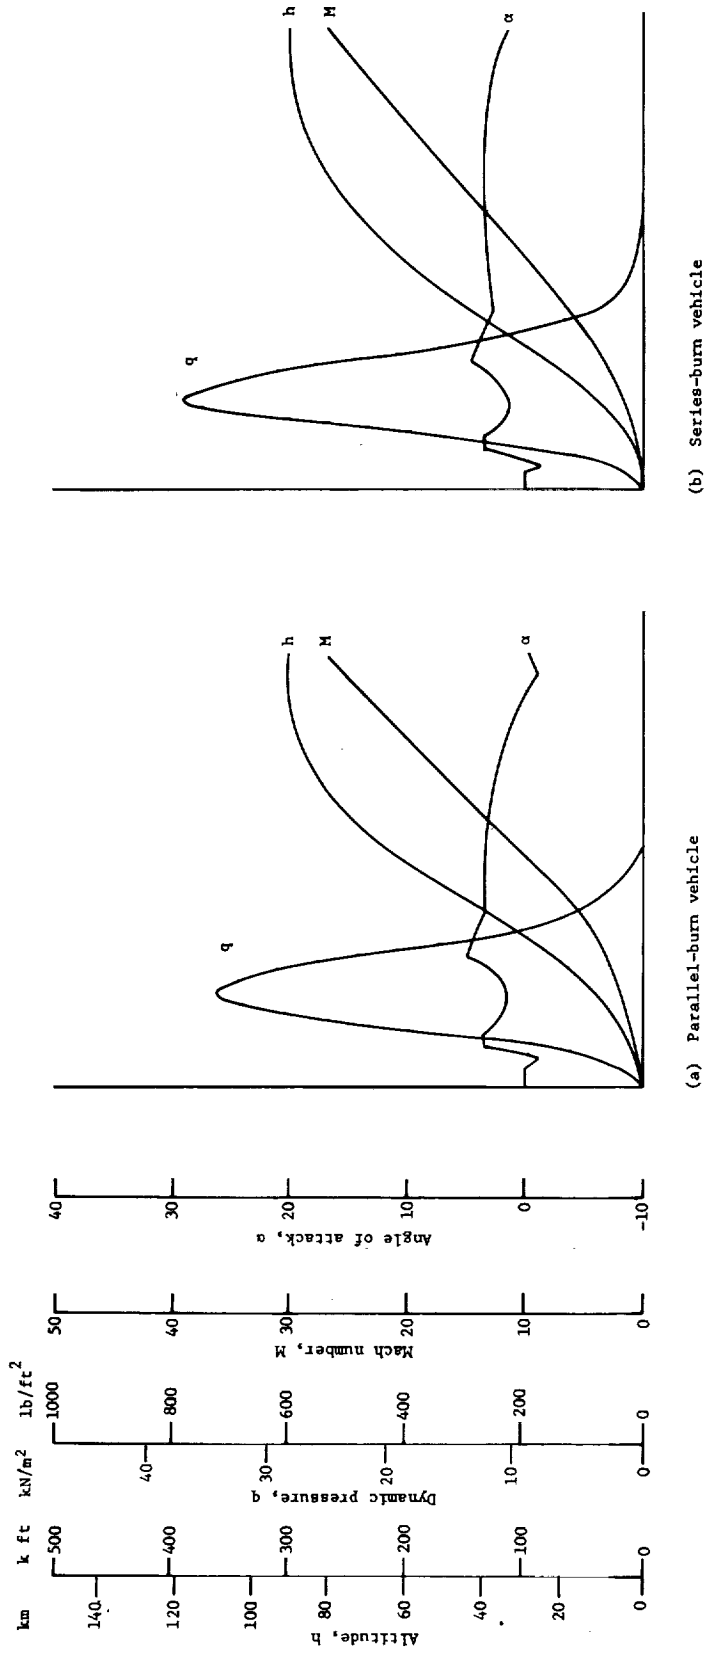 h
M
α
q
(b) Series-burn vehicle
h
M
α
q
(a) Parallel-burn vehicle
40
30
20
10
0
-10
Angle of attack, α
50
40
30
20
10
0
Mach number, M
lb/ft²
1000
800
600
400
200
0
kN/m²
40
30
20
10
0
Dynamic pressure, q
k ft
500
400
300
200
100
0
km
140
120
100
80
60
40
20
0
Altitude, h